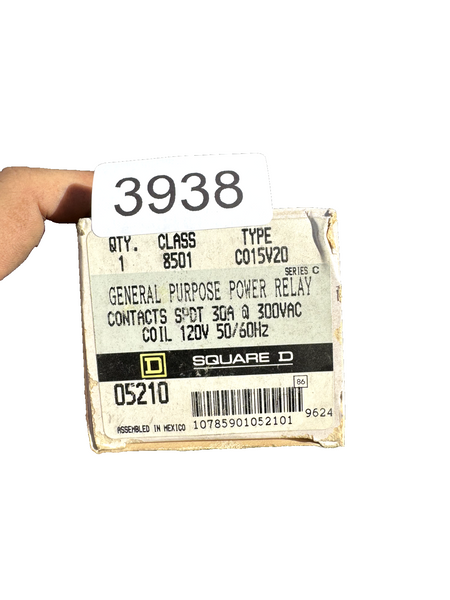 3938
QTY. CLASS TYPE
1 8501 CO15V20
SERIES C
GENERAL PURPOSE POWER RELAY
CONTACTS SPDT 30A @ 300VAC
COIL 120V 50/60Hz
D SQUARE D
86
05210
9624
ASSEMBLED IN MEXICO 10785901052101